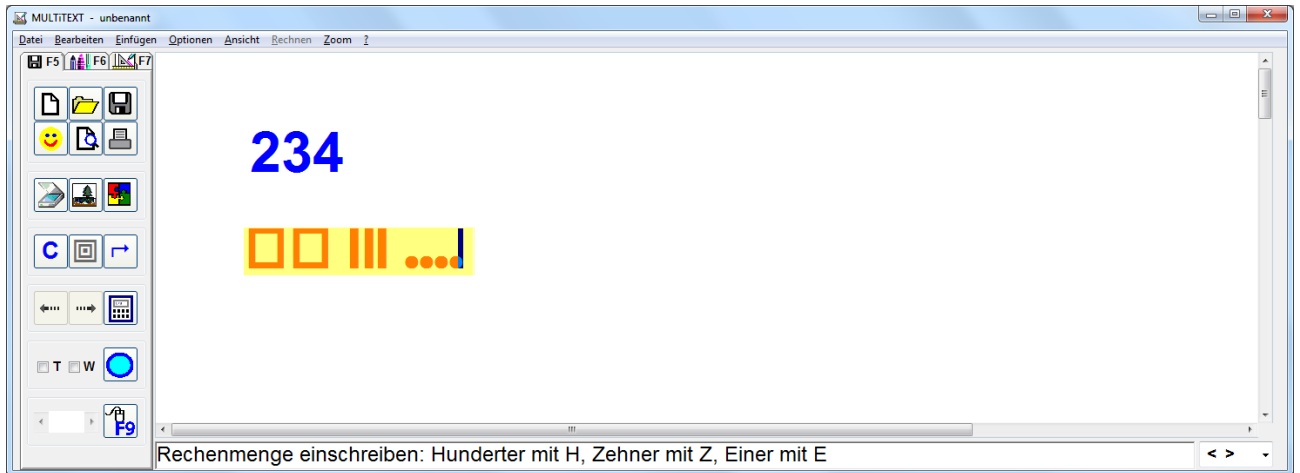 MULTiTEXT - unbenannt
Datei Bearbeiten Einfügen Optionen Ansicht Rechnen Zoom ?
F5 F6 F7
234
C
T W
F9
Rechenmenge einschreiben: Hunderter mit H, Zehner mit Z, Einer mit E
< >